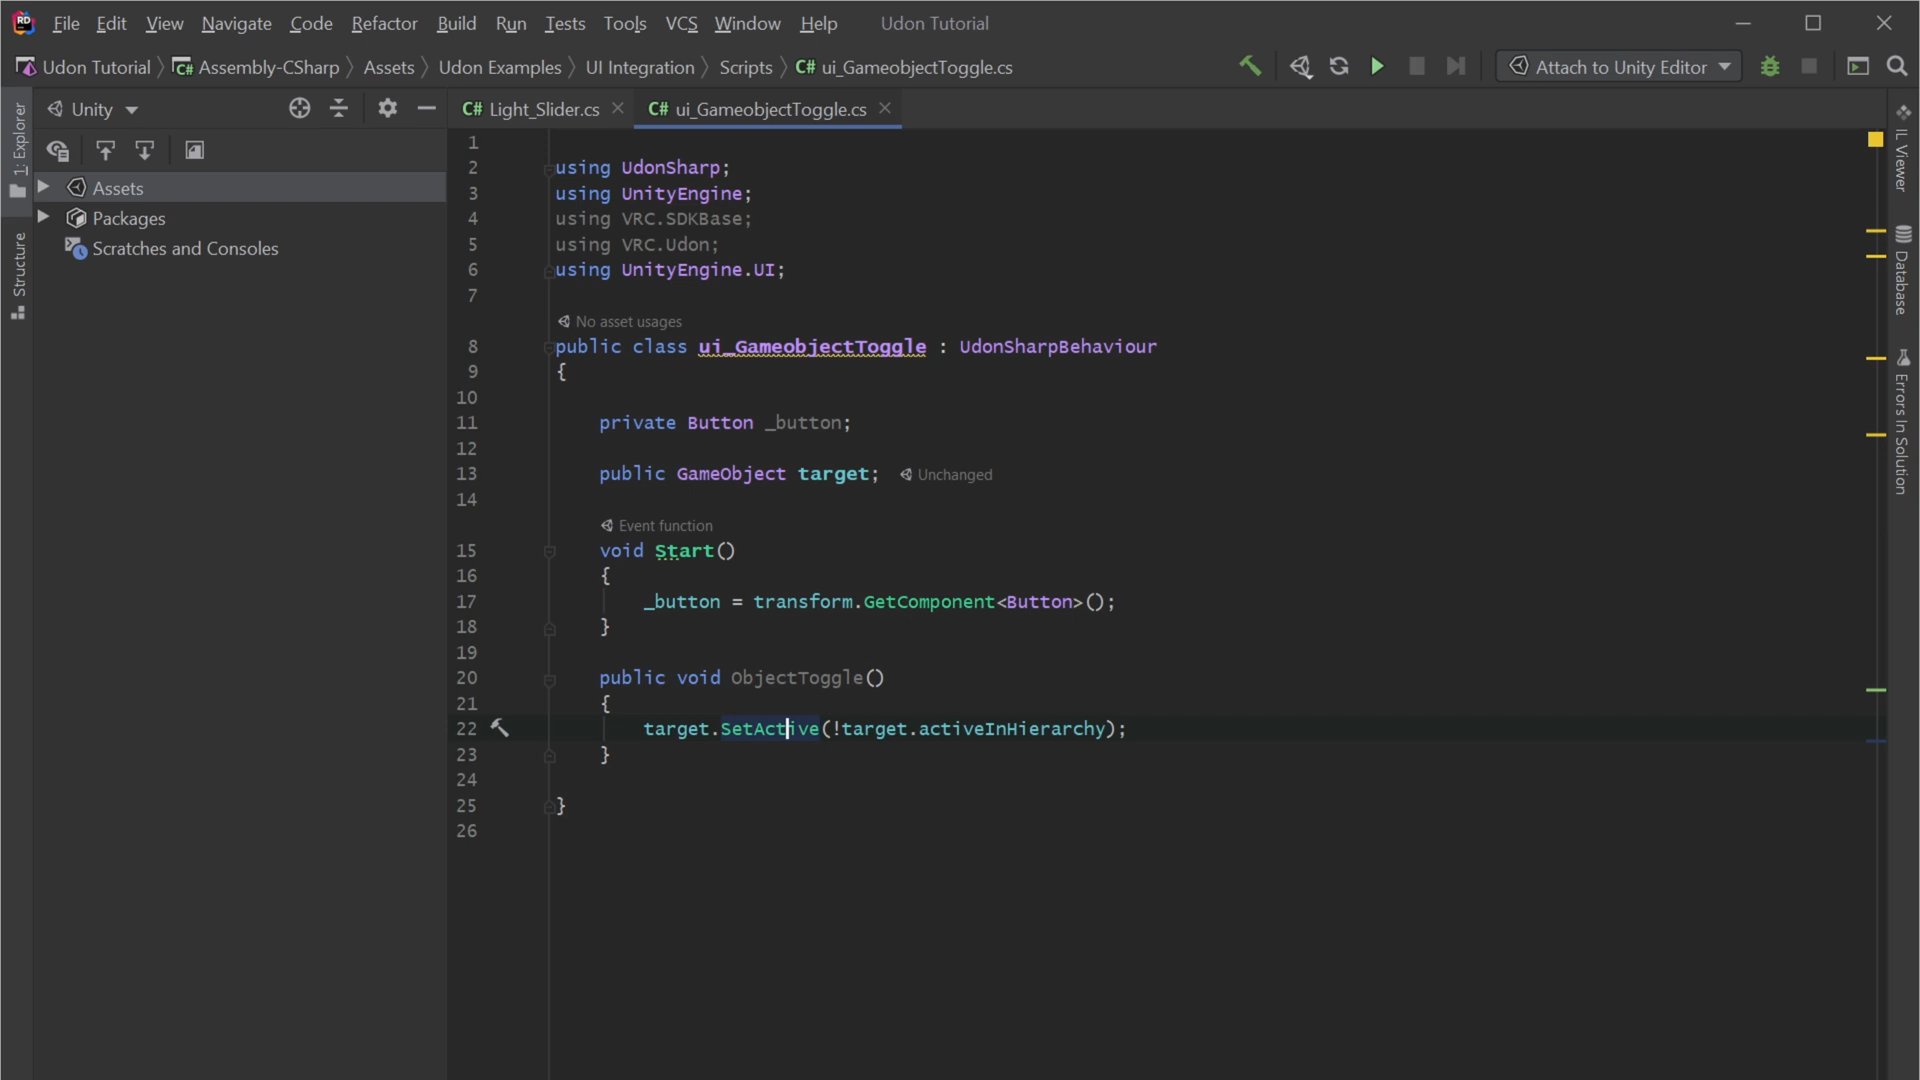 RD File Edit View Navigate Code Refactor Build Run Tests Tools VCS Window Help Udon Tutorial
Udon Tutorial Assembly-CSharp Assets Udon Examples UI Integration Scripts C# ui_GameobjectToggle.cs Attach to Unity Editor
Unity
C# Light_Slider.cs C# ui_GameobjectToggle.cs
1: Explorer
Structure
Assets
Packages
Scratches and Consoles
1
2 using UdonSharp;
3 using UnityEngine;
4 using VRC.SDKBase;
5 using VRC.Udon;
6 using UnityEngine.UI;
7
No asset usages
8 public class ui_GameobjectToggle : UdonSharpBehaviour
9 {
10
11 private Button _button;
12
13 public GameObject target; Unchanged
14
Event function
15 void Start()
16 {
17 _button = transform.GetComponent<Button>();
18 }
19
20 public void ObjectToggle()
21 {
22 target.SetActive(!target.activeInHierarchy);
23 }
24
25 }
26
IL Viewer
Database
Errors In Solution